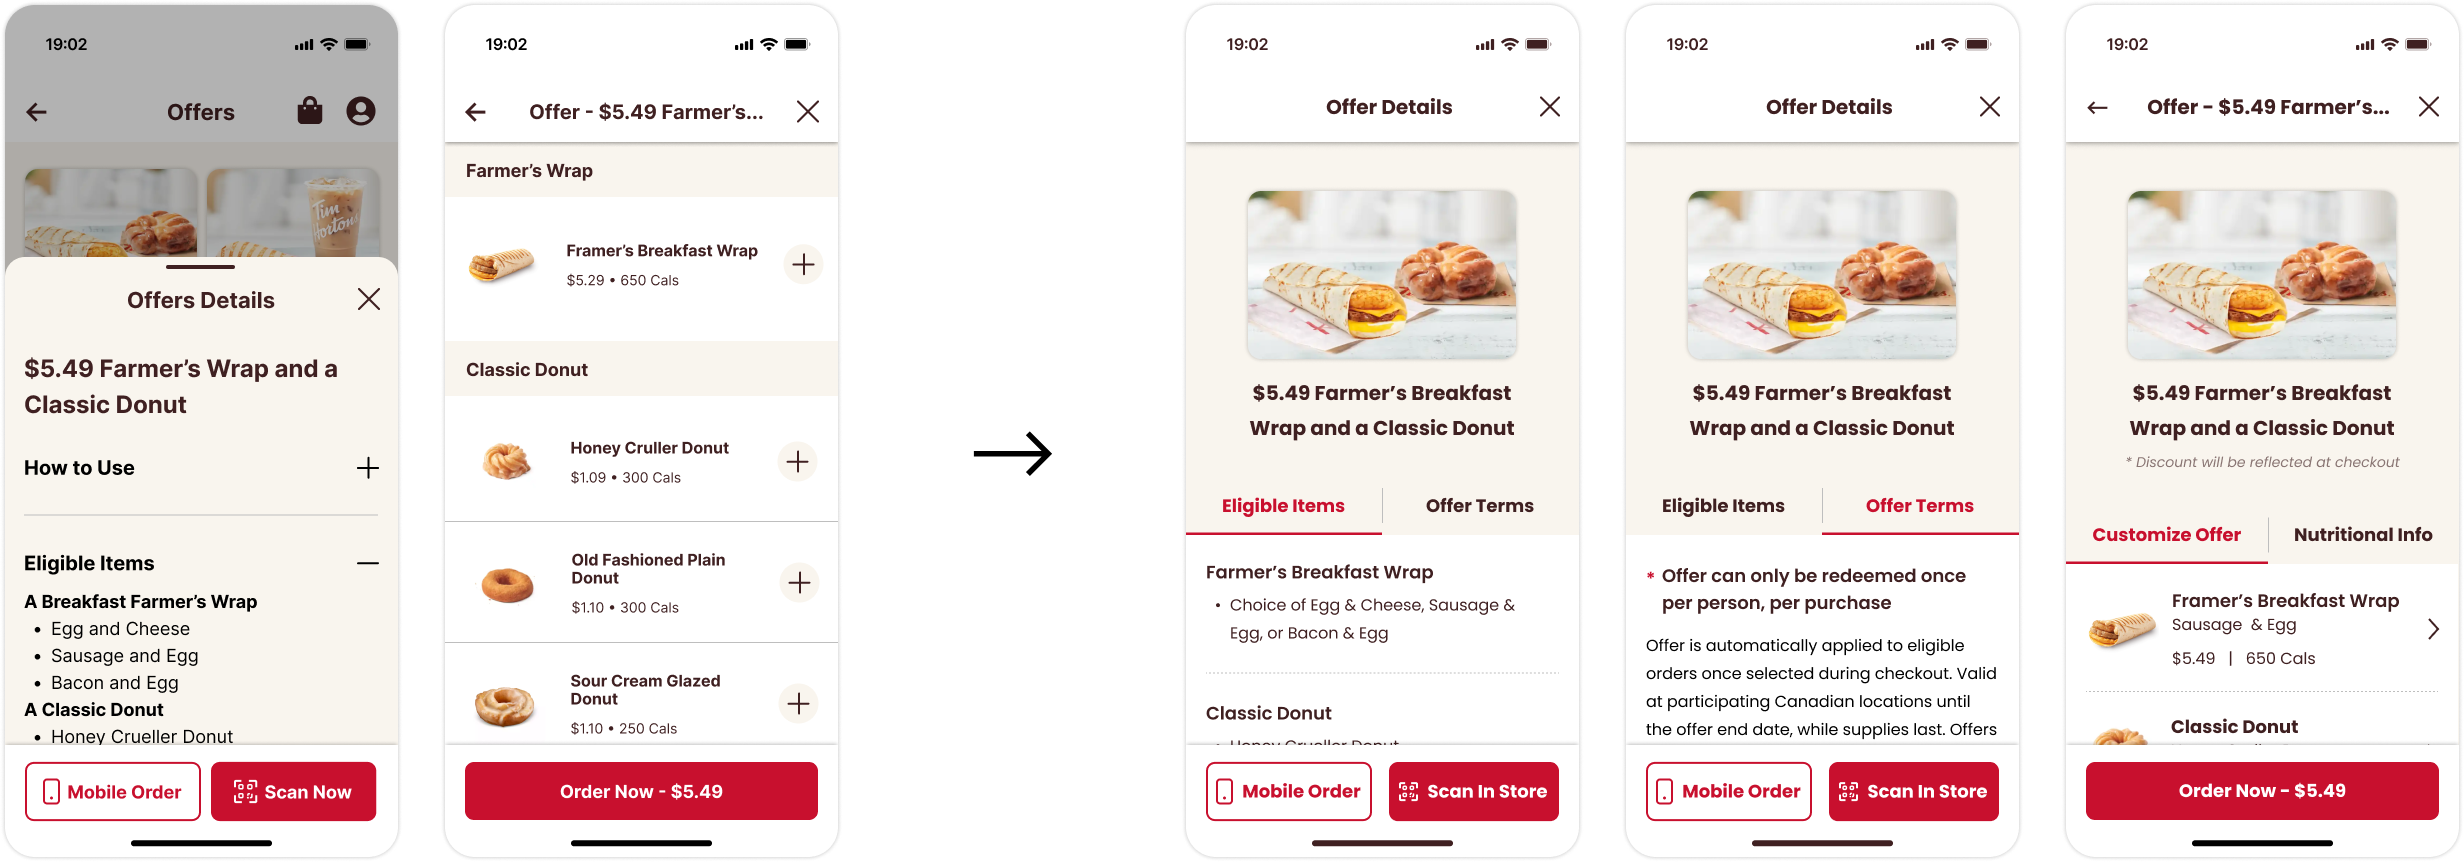 19:02
Offers
Tim
Hortons
Offers Details
$5.49 Farmer's Wrap and a
Classic Donut
How to Use
Eligible Items
A Breakfast Farmer's Wrap
• Egg and Cheese
• Sausage and Egg
• Bacon and Egg
A Classic Donut
• Honey Crueller Donut
Mobile Order
Scan Now
19:02
Offer - $5.49 Farmer's...
Farmer's Wrap
Framer's Breakfast Wrap
$5.29 • 650 Cals
Classic Donut
Honey Cruller Donut
$1.09 • 300 Cals
Old Fashioned Plain
Donut
$1.10 • 300 Cals
Sour Cream Glazed
Donut
$1.10 • 250 Cals
Order Now - $5.49
19:02
Offer Details
$5.49 Farmer's Breakfast
Wrap and a Classic Donut
Eligible Items
Offer Terms
Farmer's Breakfast Wrap
• Choice of Egg & Cheese, Sausage &
Egg, or Bacon & Egg
Classic Donut
• Honey Crueller Donut
Mobile Order
Scan In Store
19:02
Offer Details
$5.49 Farmer's Breakfast
Wrap and a Classic Donut
Eligible Items
Offer Terms
* Offer can only be redeemed once
per person, per purchase
Offer is automatically applied to eligible
orders once selected during checkout. Valid
at participating Canadian locations until
the offer end date, while supplies last. Offers
Mobile Order
Scan In Store
19:02
Offer - $5.49 Farmer's...
$5.49 Farmer's Breakfast
Wrap and a Classic Donut
* Discount will be reflected at checkout
Customize Offer
Nutritional Info
Framer's Breakfast Wrap
Sausage & Egg
$5.49 | 650 Cals
Classic Donut
Order Now - $5.49